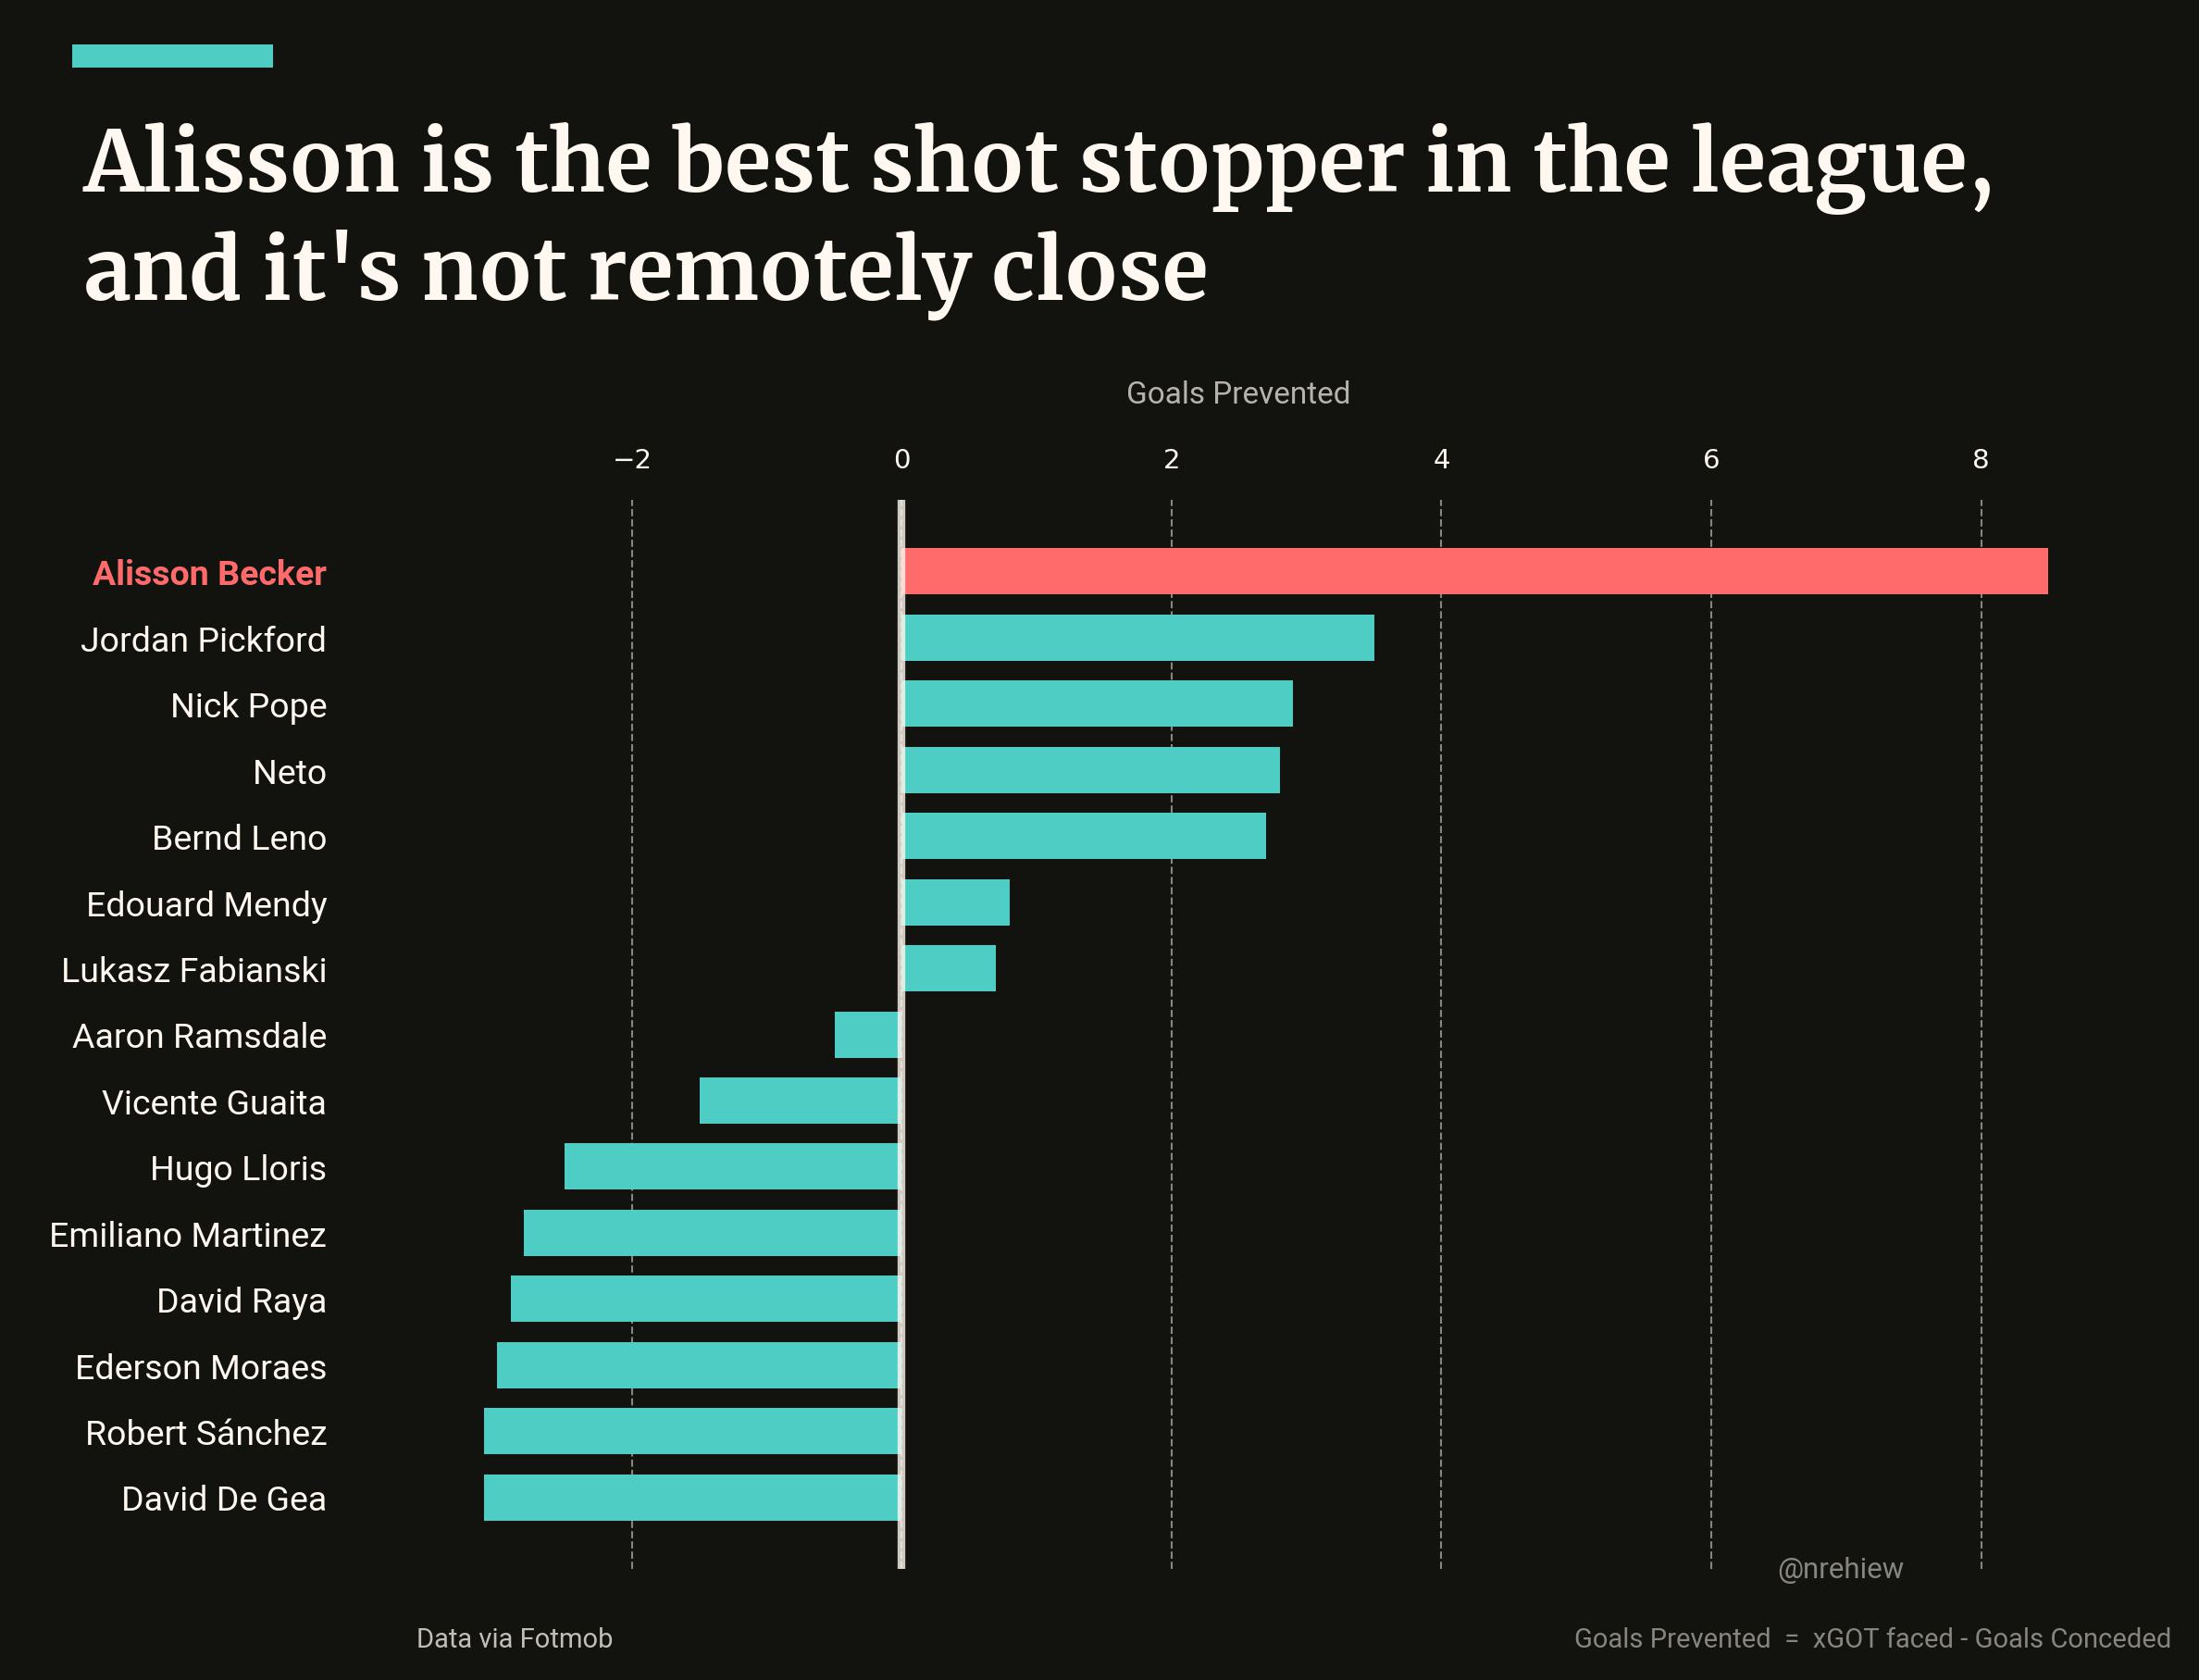 Alisson is the best shot stopper in the league,
and it's not remotely close
Goals Prevented
−2 0 2 4 6 8
Alisson Becker
Jordan Pickford
Nick Pope
Neto
Bernd Leno
Edouard Mendy
Lukasz Fabianski
Aaron Ramsdale
Vicente Guaita
Hugo Lloris
Emiliano Martinez
David Raya
Ederson Moraes
Robert Sánchez
David De Gea
@nrehiew
Data via Fotmob
Goals Prevented = xGOT faced - Goals Conceded